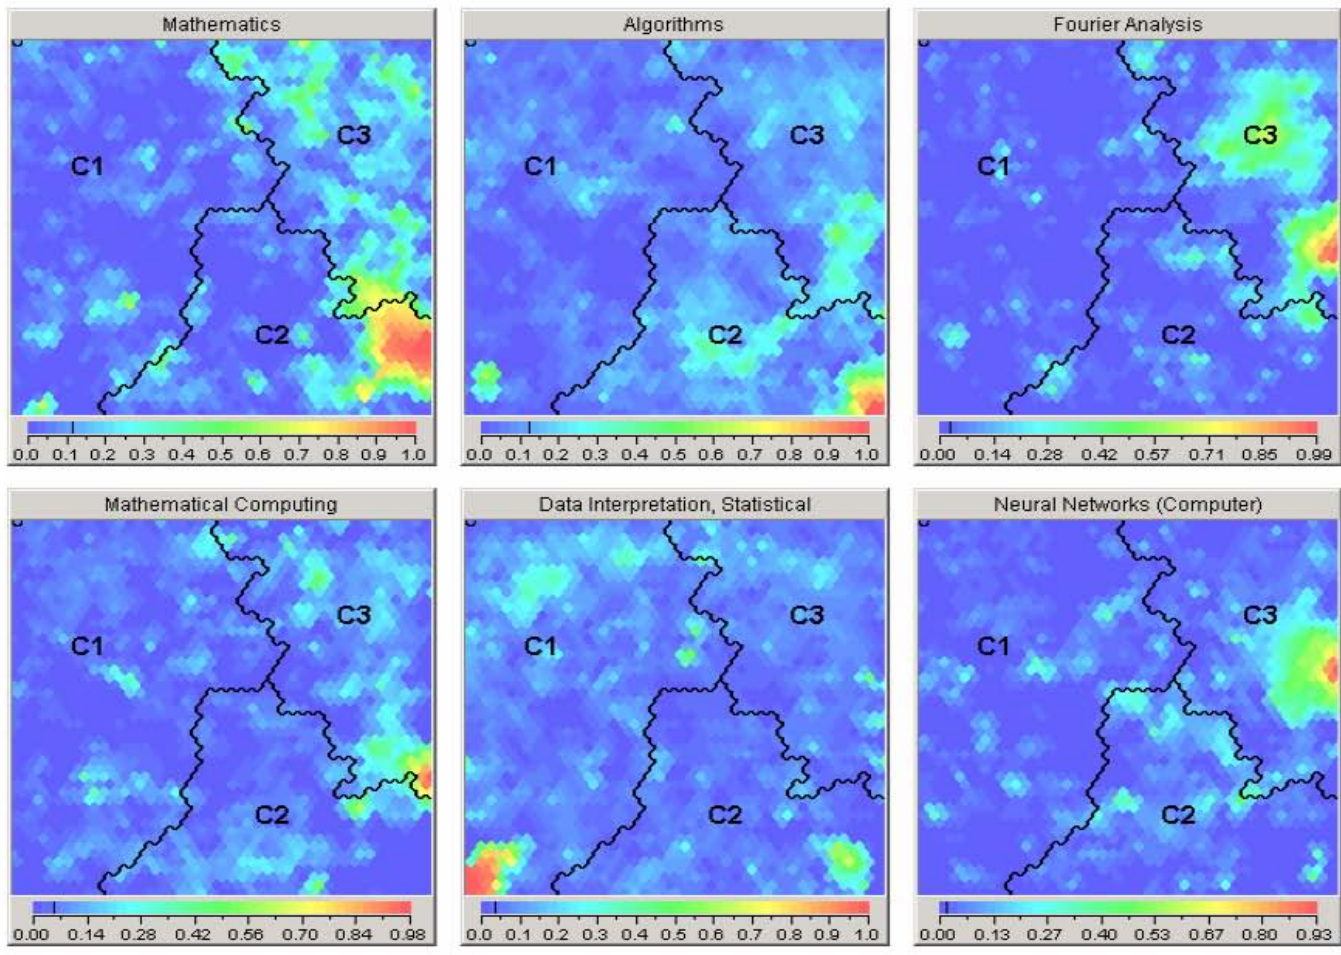 Mathematics
C1
C3
C2
0.0 0.1 0.2 0.3 0.4 0.5 0.6 0.7 0.8 0.9 1.0
Algorithms
C1
C3
C2
0.0 0.1 0.2 0.3 0.4 0.5 0.6 0.7 0.8 0.9 1.0
Fourier Analysis
C3
C1
C2
0.00 0.14 0.28 0.42 0.57 0.71 0.85 0.99
Mathematical Computing
C3
C1
C2
0.00 0.14 0.28 0.42 0.56 0.70 0.84 0.98
Data Interpretation, Statistical
C3
C1
C2
0.0 0.1 0.2 0.3 0.4 0.5 0.6 0.7 0.8 0.9 1.0
Neural Networks (Computer)
C3
C1
C2
0.00 0.13 0.27 0.40 0.53 0.67 0.80 0.93